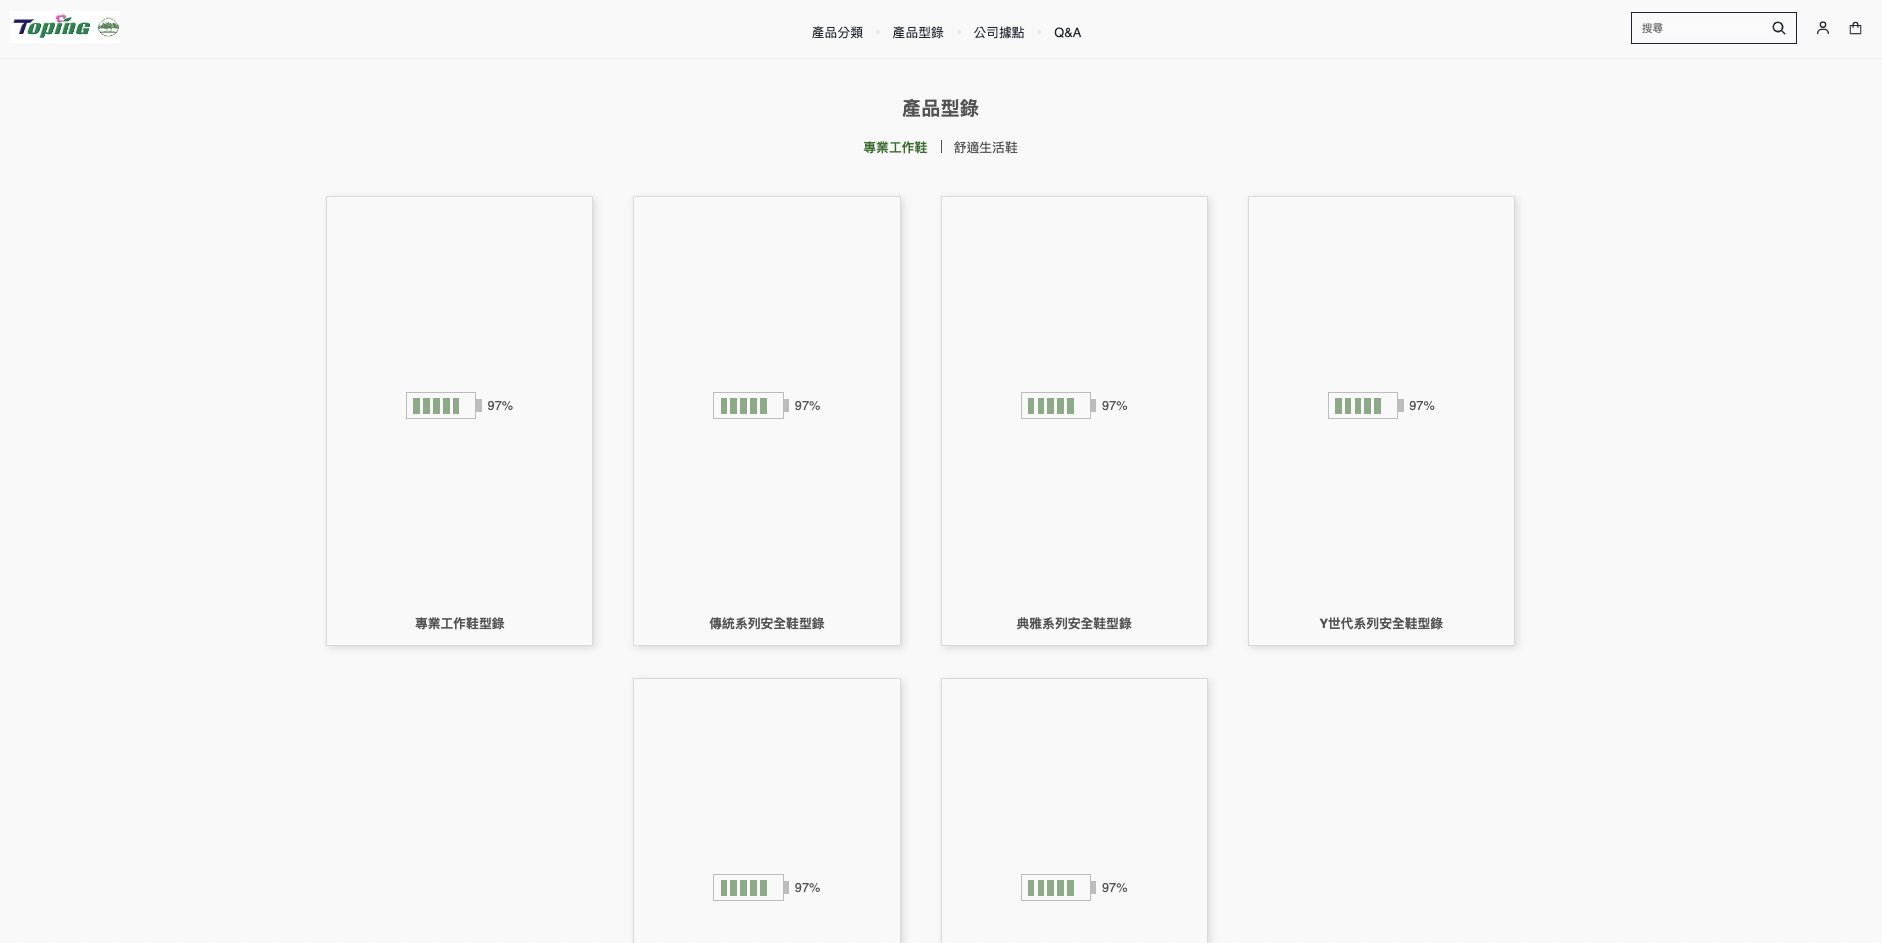 Toping
產品分類
產品型錄
公司據點
Q&A
搜尋
產品型錄
專業工作鞋
舒適生活鞋
97%
97%
97%
97%
專業工作鞋型錄
傳統系列安全鞋型錄
典雅系列安全鞋型錄
Y世代系列安全鞋型錄
97%
97%